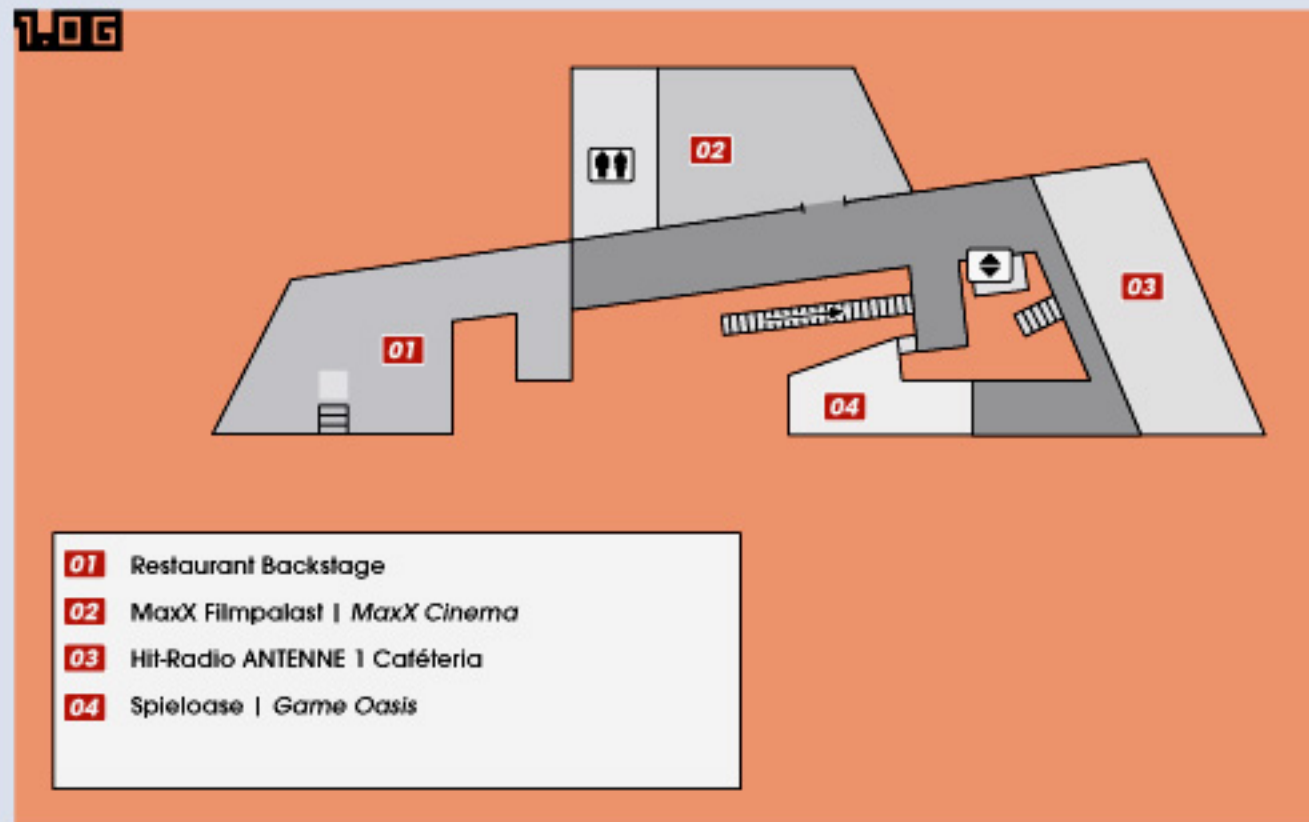 1.OG
02
03
01
04
01 Restaurant Backstage
02 MaxX Filmpalast | MaxX Cinema
03 Hit-Radio ANTENNE 1 Caféteria
04 Spieloase | Game Oasis